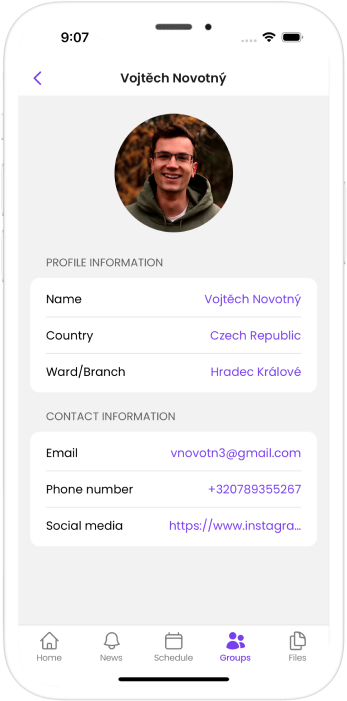 9:07
Vojtěch Novotný
PROFILE INFORMATION
Name Vojtěch Novotný
Country Czech Republic
Ward/Branch Hradec Králové
CONTACT INFORMATION
Email vnovotn3@gmail.com
Phone number +320789355267
Social media https://www.instagra...
Home News Schedule Groups Files